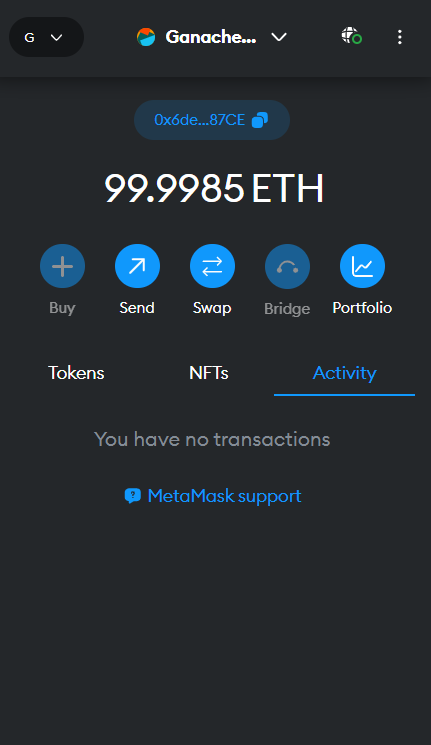 G
Ganache...
0x6de...87CE
99.9985 ETH
Buy
Send
Swap
Bridge
Portfolio
Tokens
NFTs
Activity
You have no transactions
MetaMask support